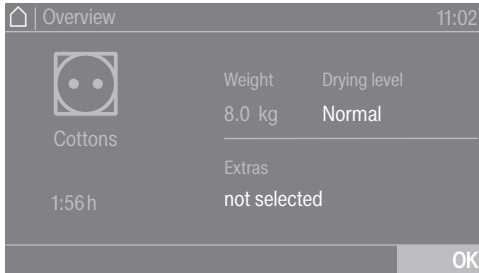 Overview
11:02
Weight
Drying level
8.0 kg
Normal
Cottons
Extras
1:56 h
not selected
OK